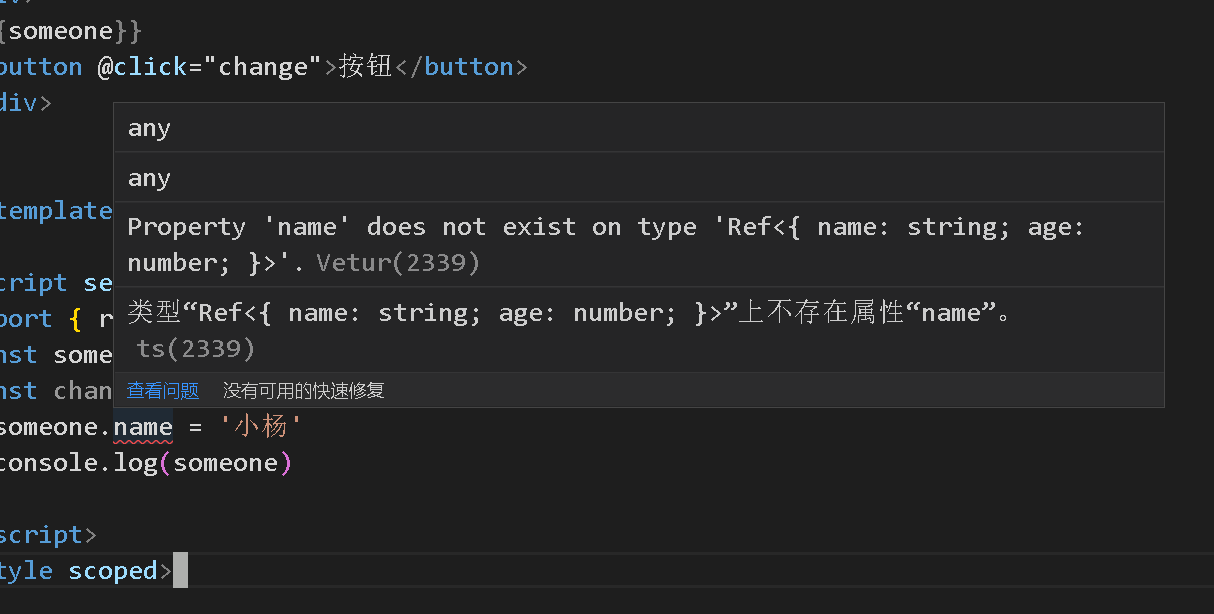 iv>
{someone}}
button @click="change">按钮</button>
div>
any
any
template
Property 'name' does not exist on type 'Ref<{ name: string; age:
number; }>'. Vetur(2339)
cript se
port { r
类型“Ref<{ name: string; age: number; }>”上不存在属性“name”。
ts(2339)
nst some
nst chan
查看问题 没有可用的快速修复
someone.name = '小杨'
console.log(someone)
script>
tyle scoped>